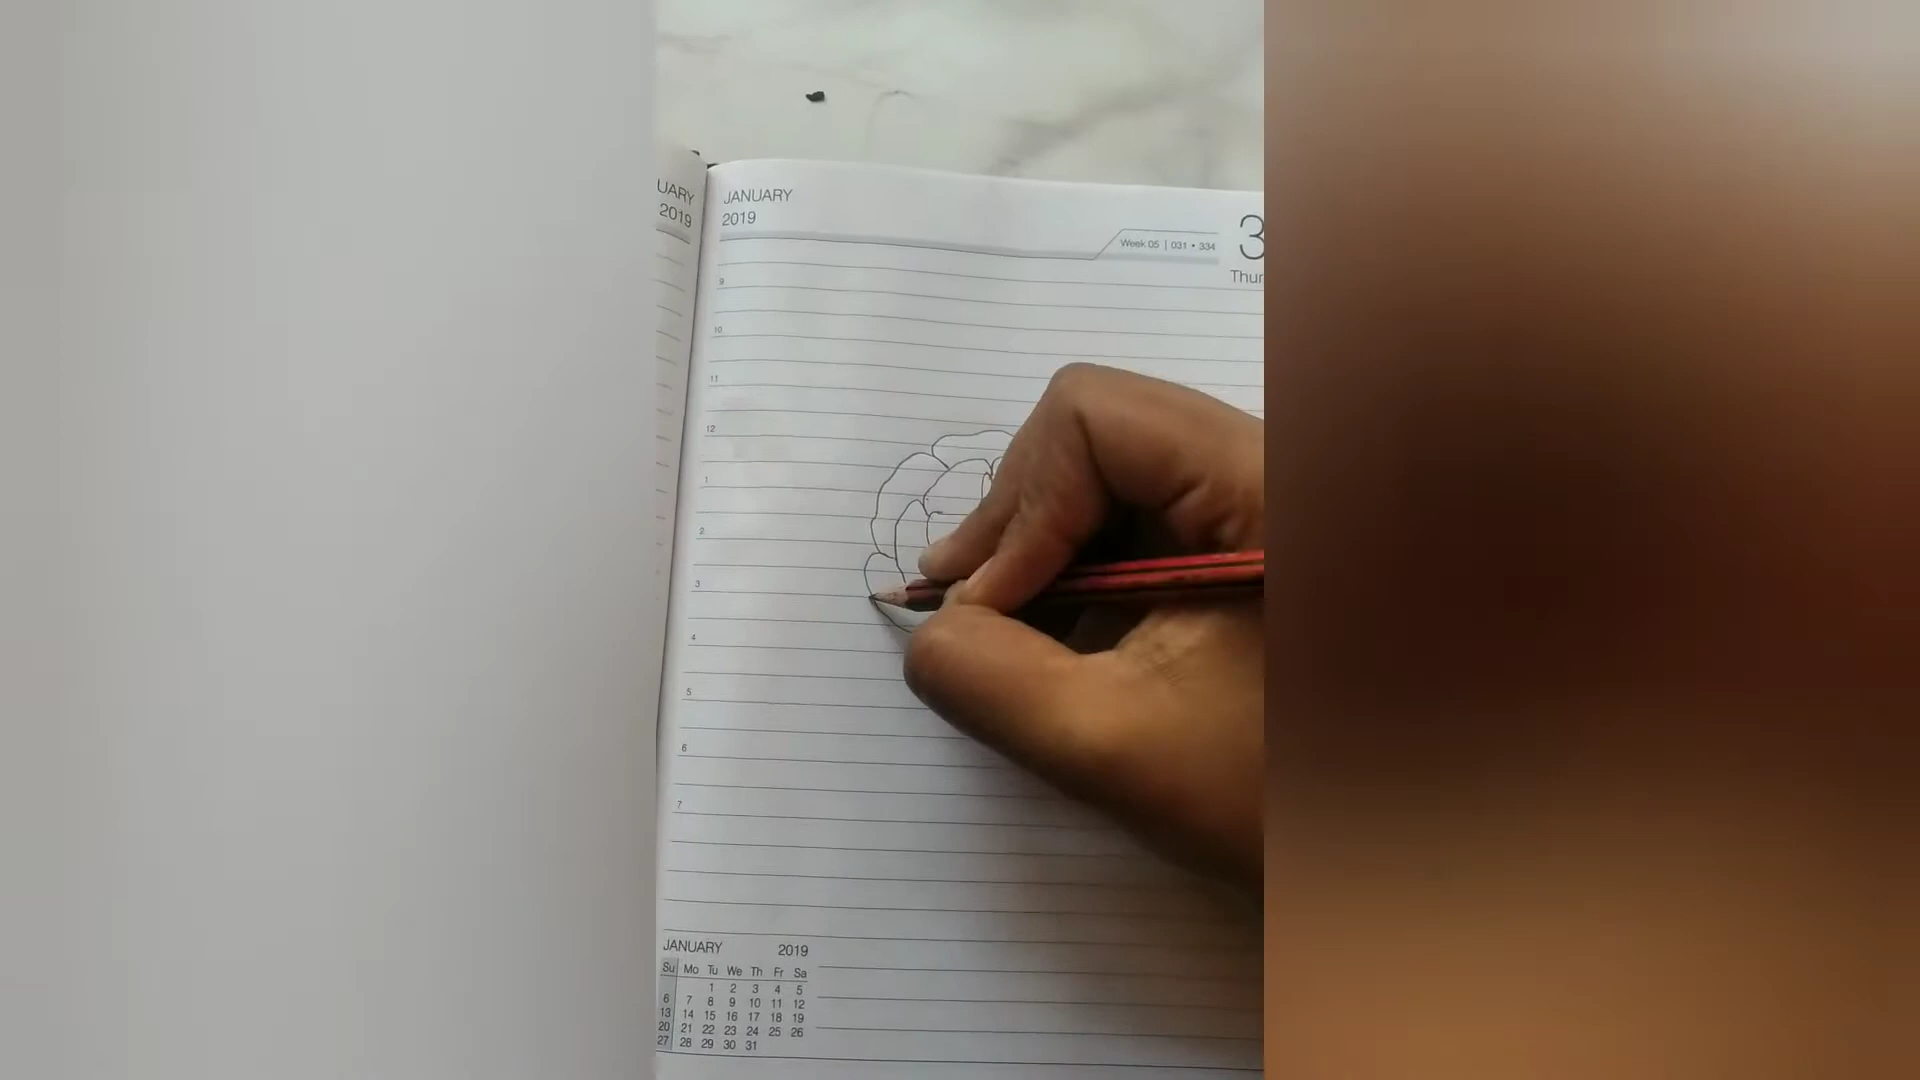 UARY
2019
JANUARY
2019
Week 05 | 031 • 334
3
Thur
9
10
11
12
1
2
3
4
5
6
7
JANUARY 2019
Su Mo Tu We Th Fr Sa
1 2 3 4 5
6 7 8 9 10 11 12
13 14 15 16 17 18 19
20 21 22 23 24 25 26
27 28 29 30 31